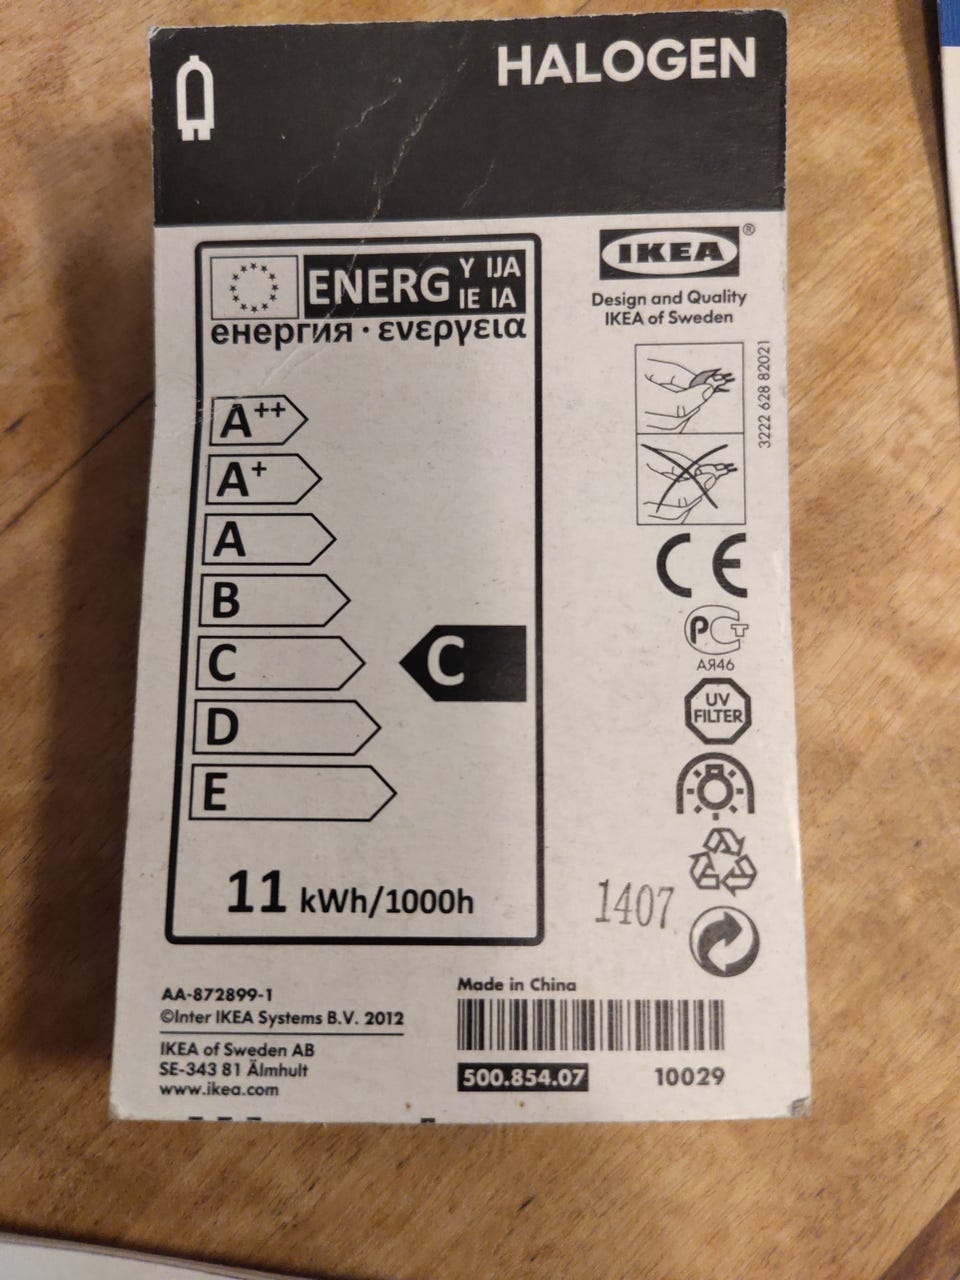 HALOGEN
ENERG
Y IJA
IE IA
енергия · ενεργεια
A++
A+
A
B
C
D
E
C
11 kWh/1000h
IKEA®
Design and Quality
IKEA of Sweden
3222 628 82021
CE
PCT
АЯ46
UV
FILTER
1407
AA-872899-1
©Inter IKEA Systems B.V. 2012
IKEA of Sweden AB
SE-343 81 Älmhult
www.ikea.com
Made in China
500.854.07
10029